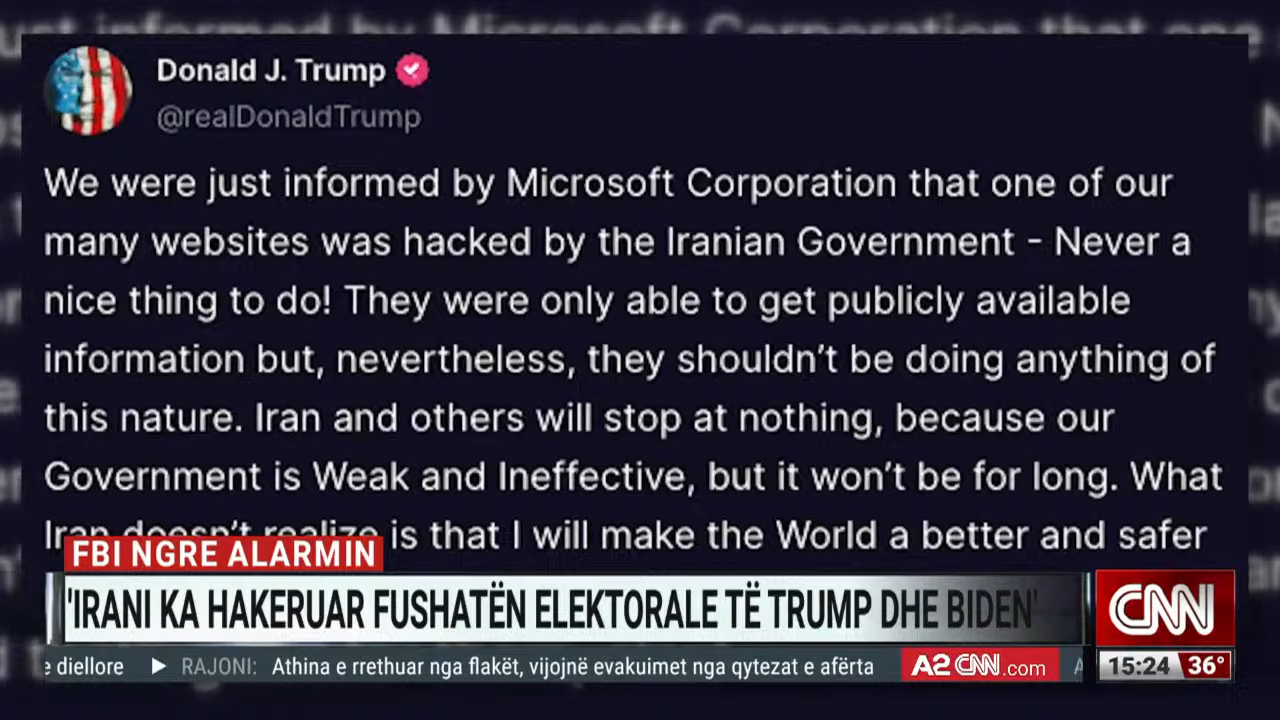 Donald J. Trump
@realDonaldTrump
We were just informed by Microsoft Corporation that one of our
many websites was hacked by the Iranian Government - Never a
nice thing to do! They were only able to get publicly available
information but, nevertheless, they shouldn't be doing anything of
this nature. Iran and others will stop at nothing, because our
Government is Weak and Ineffective, but it won't be for long. What
Iran doesn't realize is that I will make the World a better and safer
FBI NGRE ALARMIN
'IRANI KA HAKERUAR FUSHATËN ELEKTORALE TË TRUMP DHE BIDEN'
CNN
e diellore ▶ RAJONI: Athina e rrethuar nga flakët, vijojnë evakuimet nga qytezat e afërta
A2 CNN.com
15:24 36°